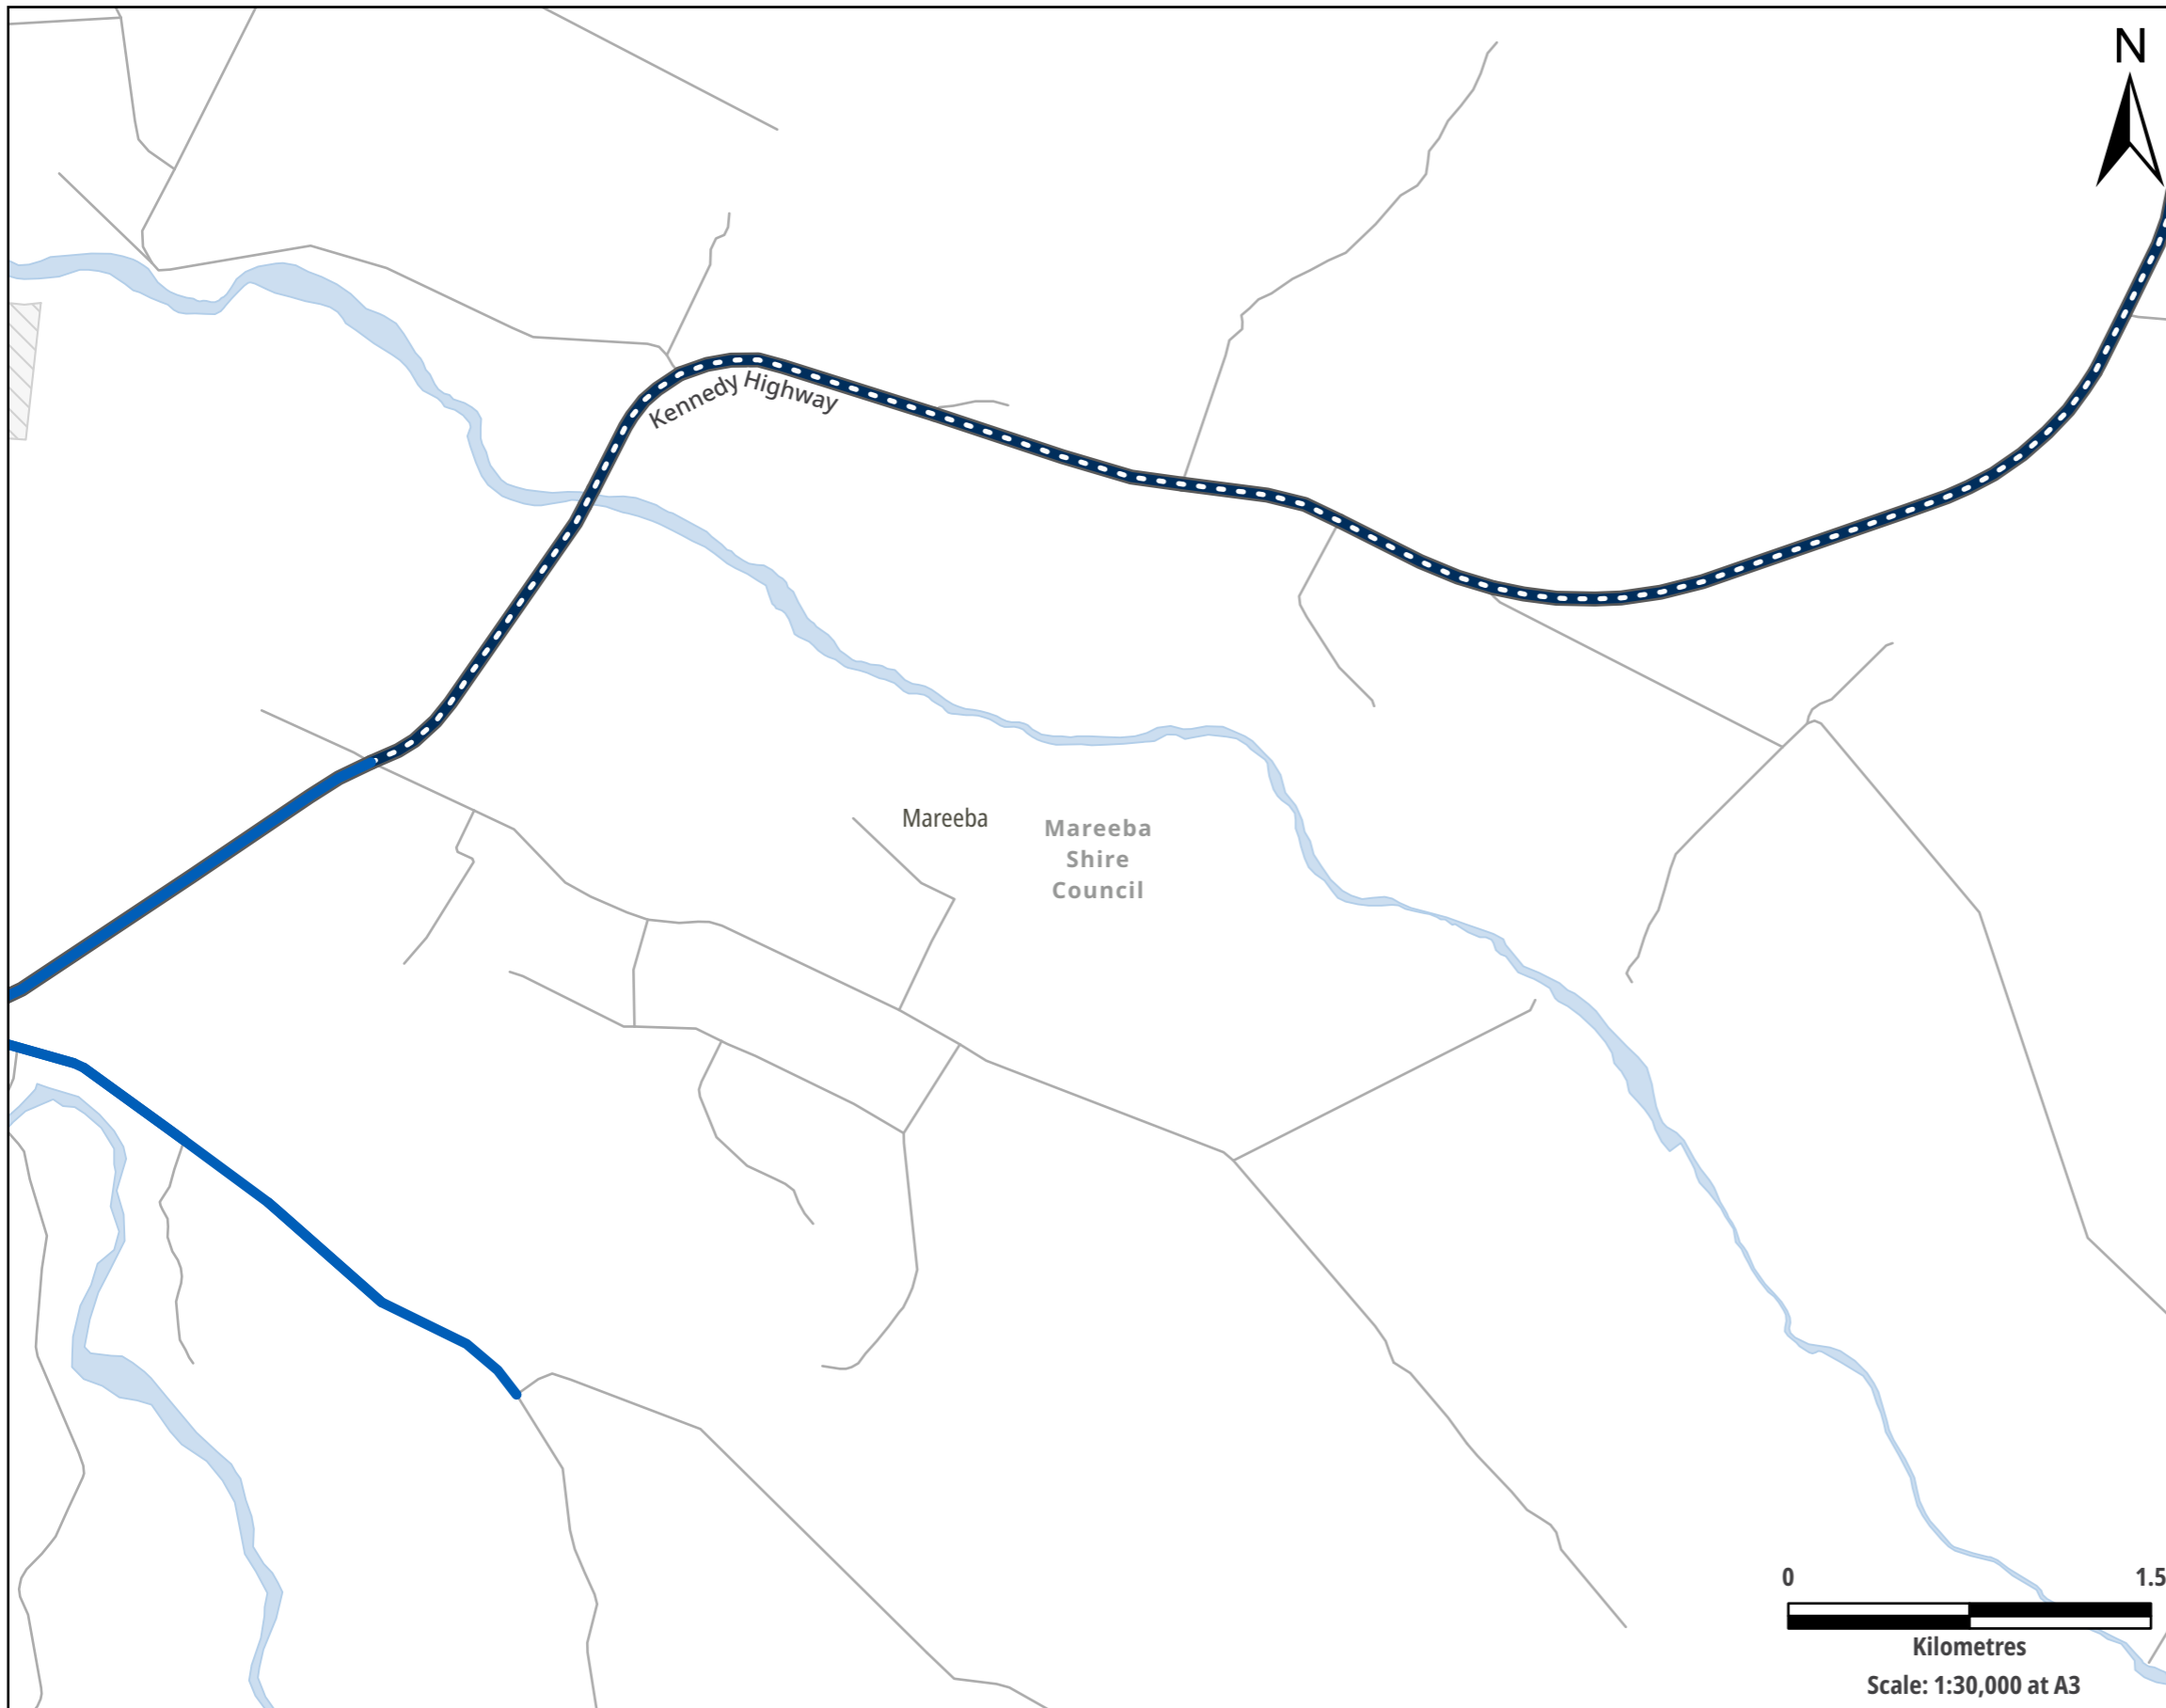 N
Kennedy Highway
Mareeba
Mareeba
Shire
Council
0 1.5
Kilometres
Scale: 1:30,000 at A3